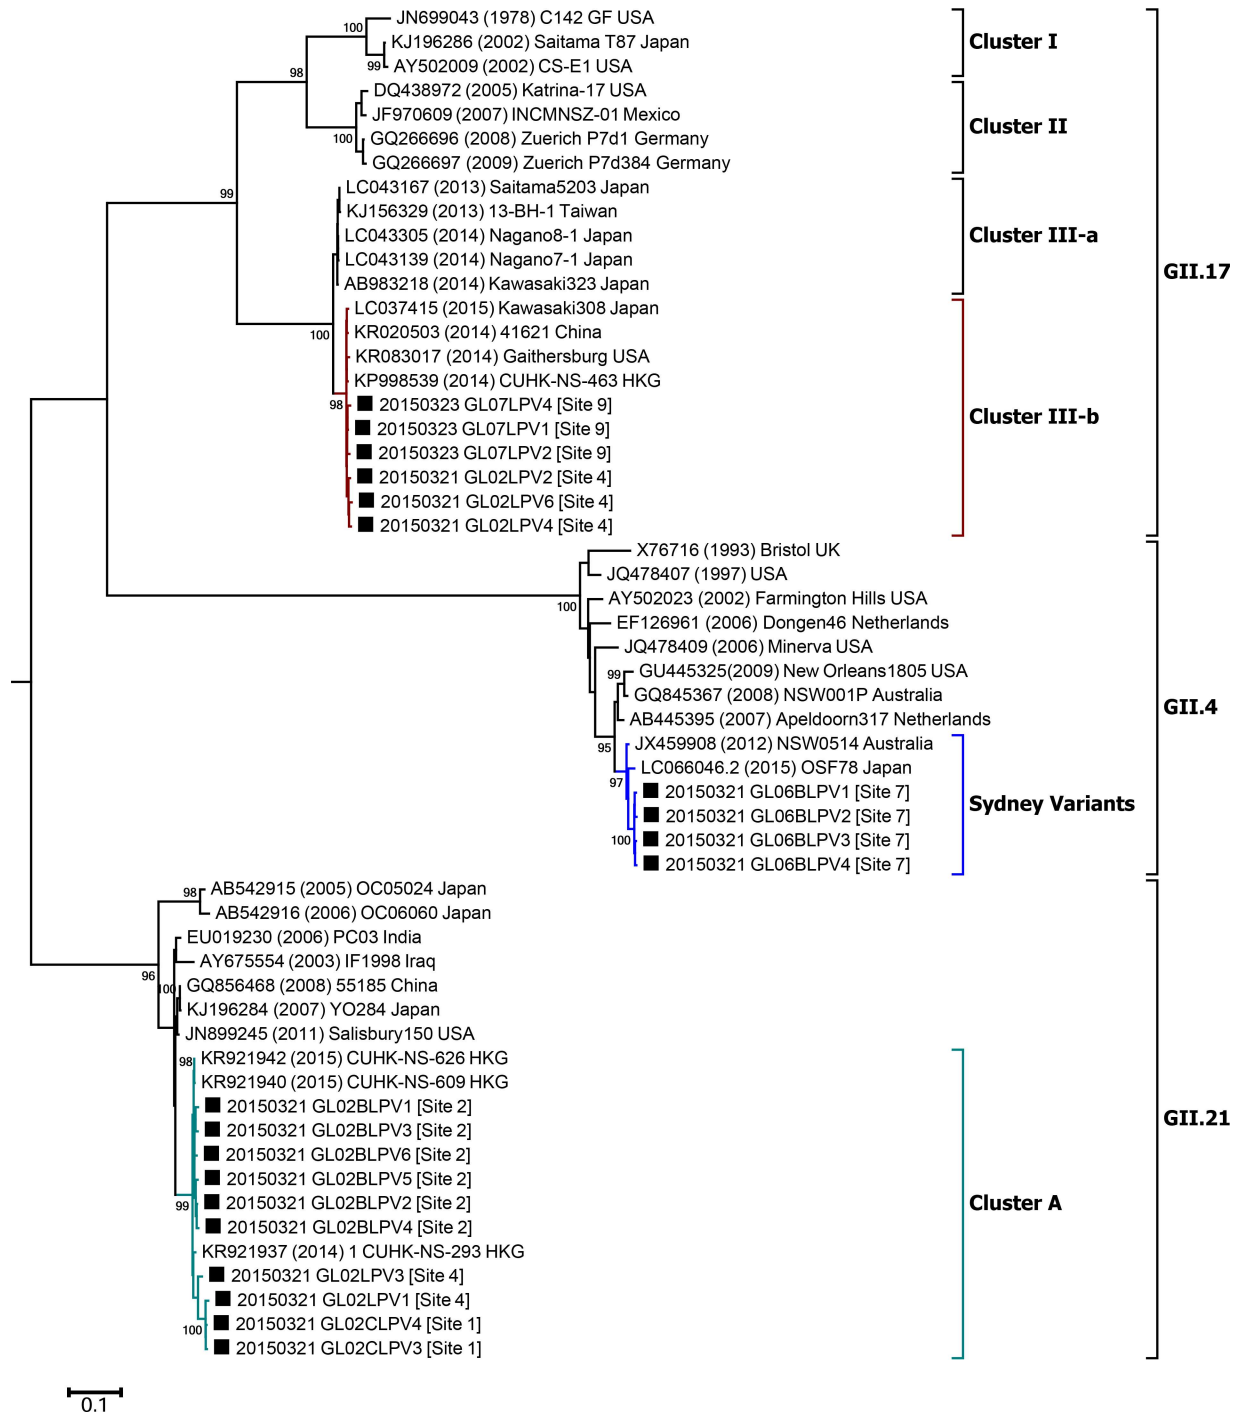 JN699043 (1978) C142 GF USA
100
KJ196286 (2002) Saitama T87 Japan
Cluster I
AY502009 (2002) CS-E1 USA
99
98
DQ438972 (2005) Katrina-17 USA
JF970609 (2007) INCMNSZ-01 Mexico
Cluster II
GQ266696 (2008) Zuerich P7d1 Germany
100
GQ266697 (2009) Zuerich P7d384 Germany
LC043167 (2013) Saitama5203 Japan
99
KJ156329 (2013) 13-BH-1 Taiwan
LC043305 (2014) Nagano8-1 Japan
Cluster III-a
LC043139 (2014) Nagano7-1 Japan
GII.17
AB983218 (2014) Kawasaki323 Japan
LC037415 (2015) Kawasaki308 Japan
KR020503 (2014) 41621 China
100
KR083017 (2014) Gaithersburg USA
KP998539 (2014) CUHK-NS-463 HKG
98
20150323 GL07LPV4 [Site 9]
Cluster III-b
20150323 GL07LPV1 [Site 9]
20150323 GL07LPV2 [Site 9]
20150321 GL02LPV2 [Site 4]
20150321 GL02LPV6 [Site 4]
20150321 GL02LPV4 [Site 4]
X76716 (1993) Bristol UK
JQ478407 (1997) USA
100
AY502023 (2002) Farmington Hills USA
EF126961 (2006) Dongen46 Netherlands
JQ478409 (2006) Minerva USA
99
GU445325(2009) New Orleans1805 USA
GQ845367 (2008) NSW001P Australia
GII.4
AB445395 (2007) Apeldoorn317 Netherlands
95
JX459908 (2012) NSW0514 Australia
LC066046.2 (2015) OSF78 Japan
97
20150321 GL06BLPV1 [Site 7]
Sydney Variants
20150321 GL06BLPV2 [Site 7]
100
20150321 GL06BLPV3 [Site 7]
20150321 GL06BLPV4 [Site 7]
98
AB542915 (2005) OC05024 Japan
AB542916 (2006) OC06060 Japan
EU019230 (2006) PC03 India
AY675554 (2003) IF1998 Iraq
96
100
GQ856468 (2008) 55185 China
KJ196284 (2007) YO284 Japan
JN899245 (2011) Salisbury150 USA
98
KR921942 (2015) CUHK-NS-626 HKG
KR921940 (2015) CUHK-NS-609 HKG
20150321 GL02BLPV1 [Site 2]
GII.21
20150321 GL02BLPV3 [Site 2]
20150321 GL02BLPV6 [Site 2]
20150321 GL02BLPV5 [Site 2]
20150321 GL02BLPV2 [Site 2]
Cluster A
99
20150321 GL02BLPV4 [Site 2]
KR921937 (2014) 1 CUHK-NS-293 HKG
20150321 GL02LPV3 [Site 4]
20150321 GL02LPV1 [Site 4]
20150321 GL02CLPV4 [Site 1]
100
20150321 GL02CLPV3 [Site 1]
0.1